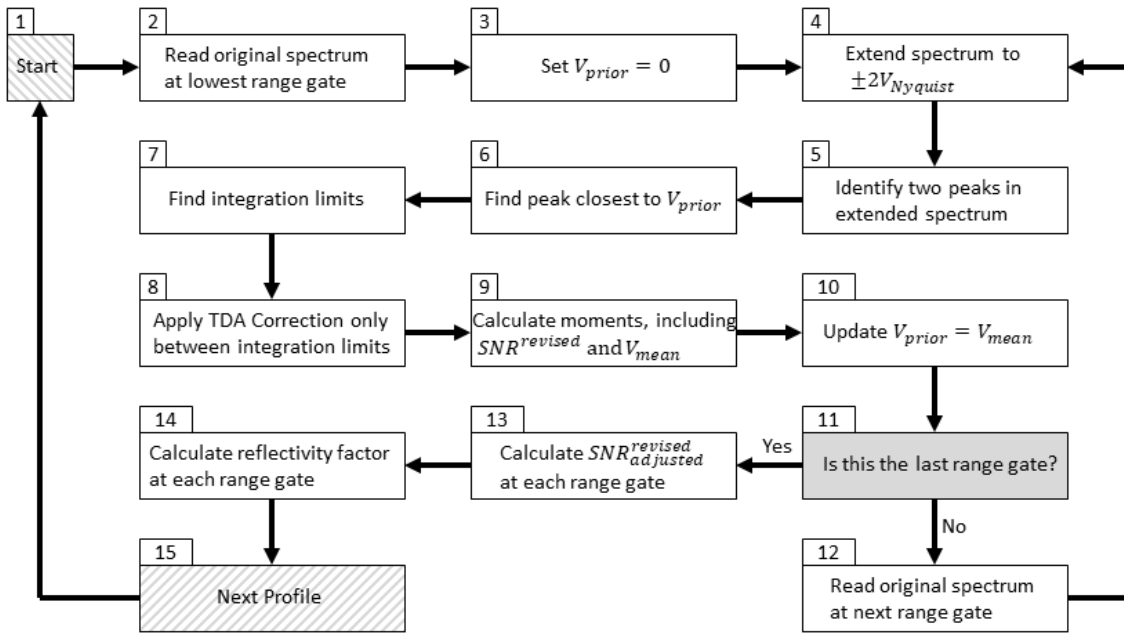 1
Start
2
Read original spectrum
at lowest range gate
3
Set V_prior = 0
4
Extend spectrum to
±2V_Nyquist
5
Identify two peaks in
extended spectrum
6
Find peak closest to V_prior
7
Find integration limits
8
Apply TDA Correction only
between integration limits
9
Calculate moments, including
SNR^revised and V_mean
10
Update V_prior = V_mean
11
Is this the last range gate?
Yes
No
12
Read original spectrum
at next range gate
13
Calculate SNR^revised_adjusted
at each range gate
14
Calculate reflectivity factor
at each range gate
15
Next Profile